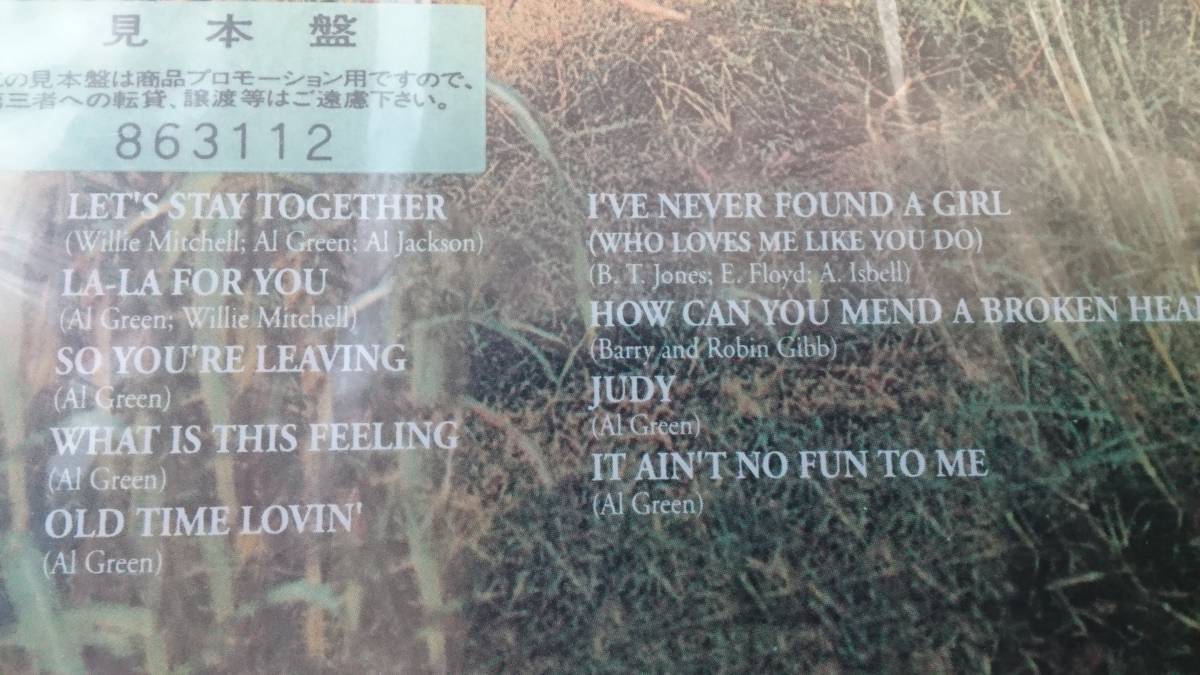 見本盤
の見本盤は商品プロモーション用ですので、
三者への転貸、譲渡等はご遠慮下さい。
863112
LET'S STAY TOGETHER
(Willie Mitchell; Al Green; Al Jackson)
LA-LA FOR YOU
(Al Green; Willie Mitchell)
SO YOU'RE LEAVING
(Al Green)
WHAT IS THIS FEELING
(Al Green)
OLD TIME LOVIN'
(Al Green)
I'VE NEVER FOUND A GIRL
(WHO LOVES ME LIKE YOU DO)
(B. T. Jones; E. Floyd; A. Isbell)
HOW CAN YOU MEND A BROKEN HEA
(Barry and Robin Gibb)
JUDY
(Al Green)
IT AIN'T NO FUN TO ME
(Al Green)